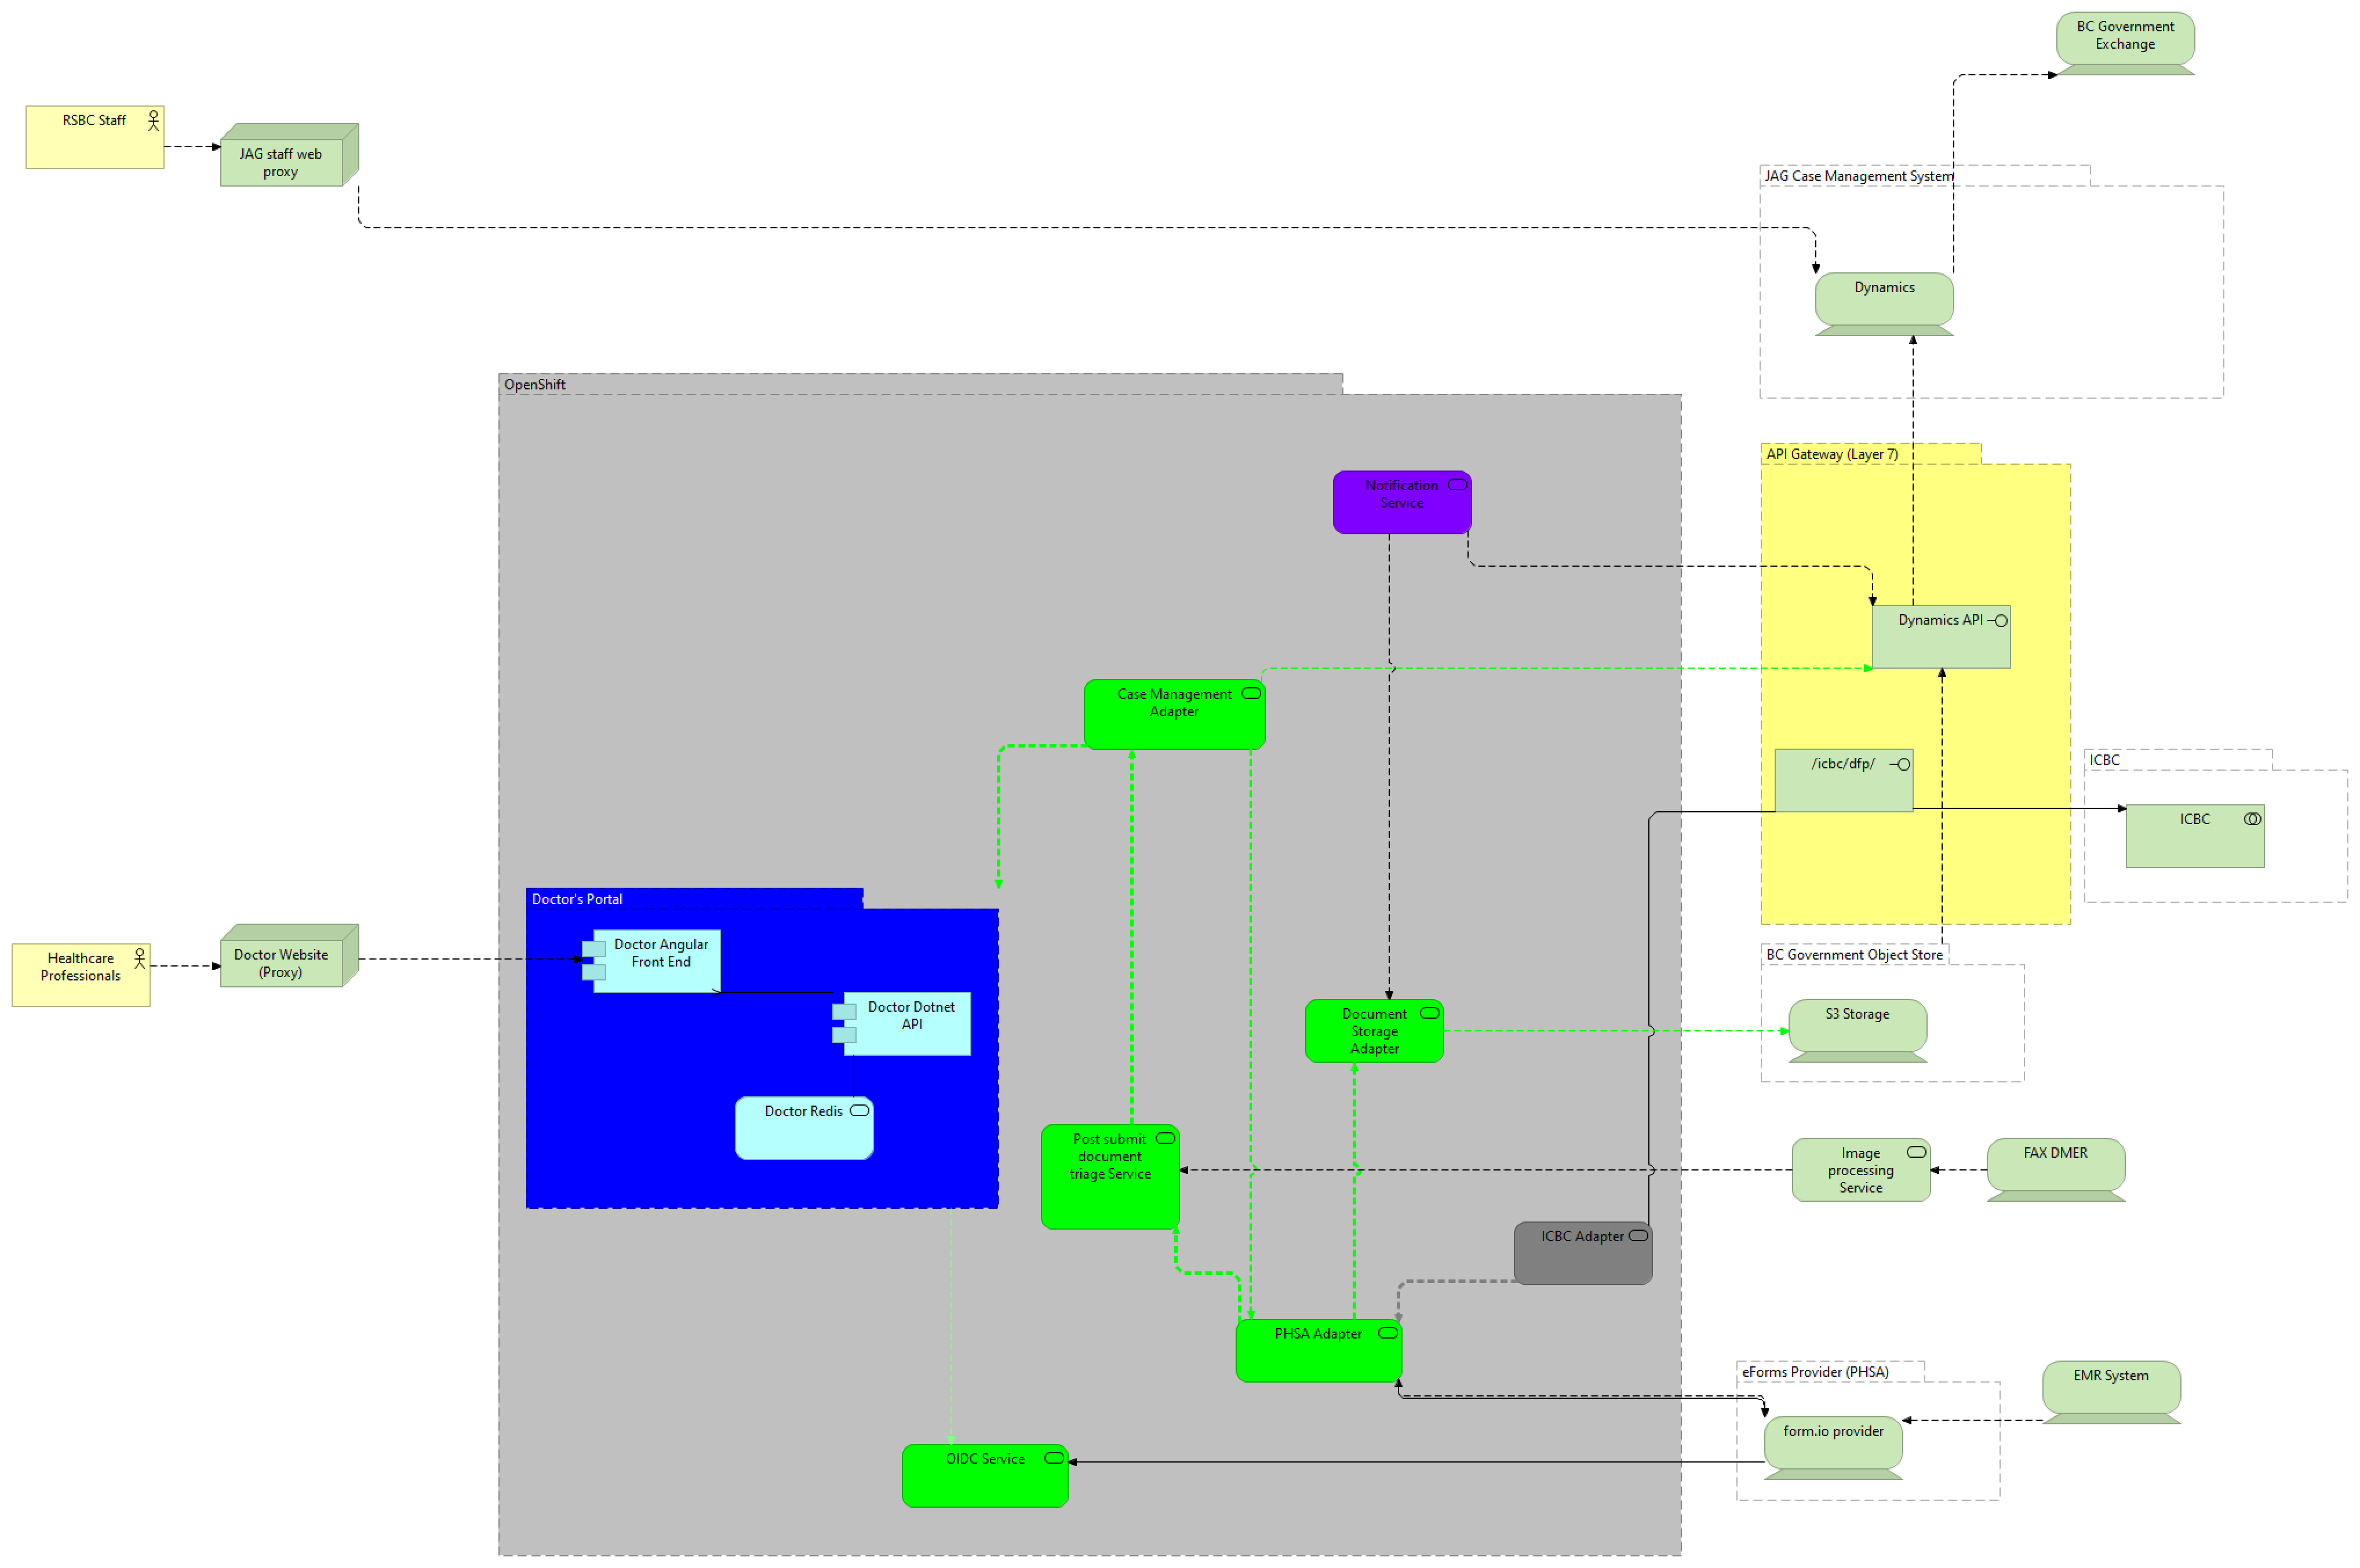 BC Government
Exchange
RSBC Staff
JAG staff web
proxy
JAG Case Management System
Dynamics
OpenShift
API Gateway (Layer 7)
Notification
Service
Dynamics API
Case Management
Adapter
/icbc/dfp/
ICBC
ICBC
Doctor's Portal
Healthcare
Professionals
Doctor Website
(Proxy)
Doctor Angular
Front End
Doctor Dotnet
API
Doctor Redis
BC Government Object Store
Document
Storage
Adapter
S3 Storage
Post submit
document
triage Service
Image
processing
Service
FAX DMER
ICBC Adapter
PHSA Adapter
eForms Provider (PHSA)
EMR System
form.io provider
OIDC Service